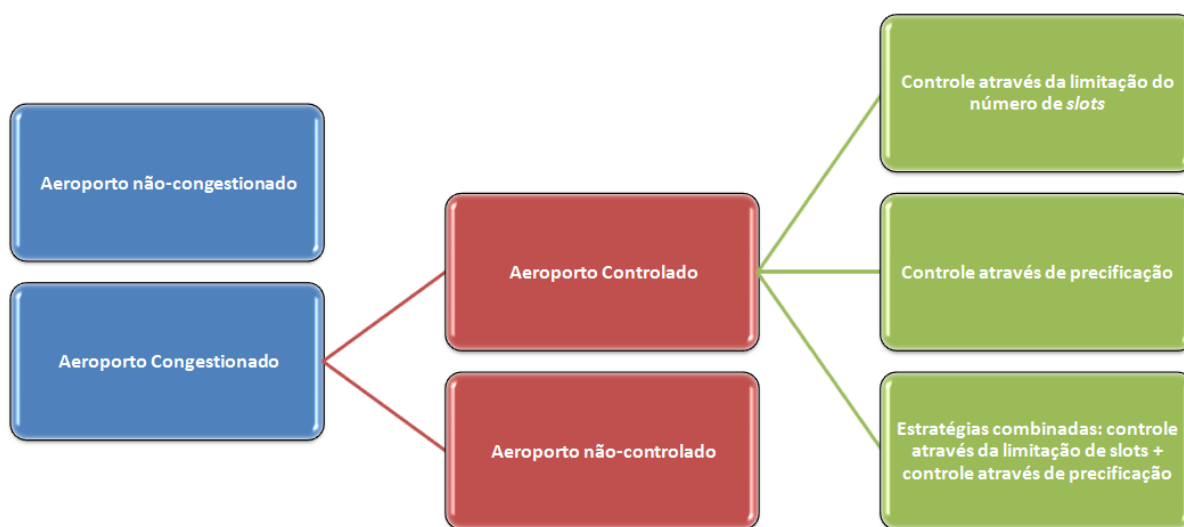 Aeroporto não-congestionado
Aeroporto Congestionado
Aeroporto Controlado
Aeroporto não-controlado
Controle através da limitação do
número de slots
Controle através de precificação
Estratégias combinadas: controle
através da limitação de slots +
controle através de precificação